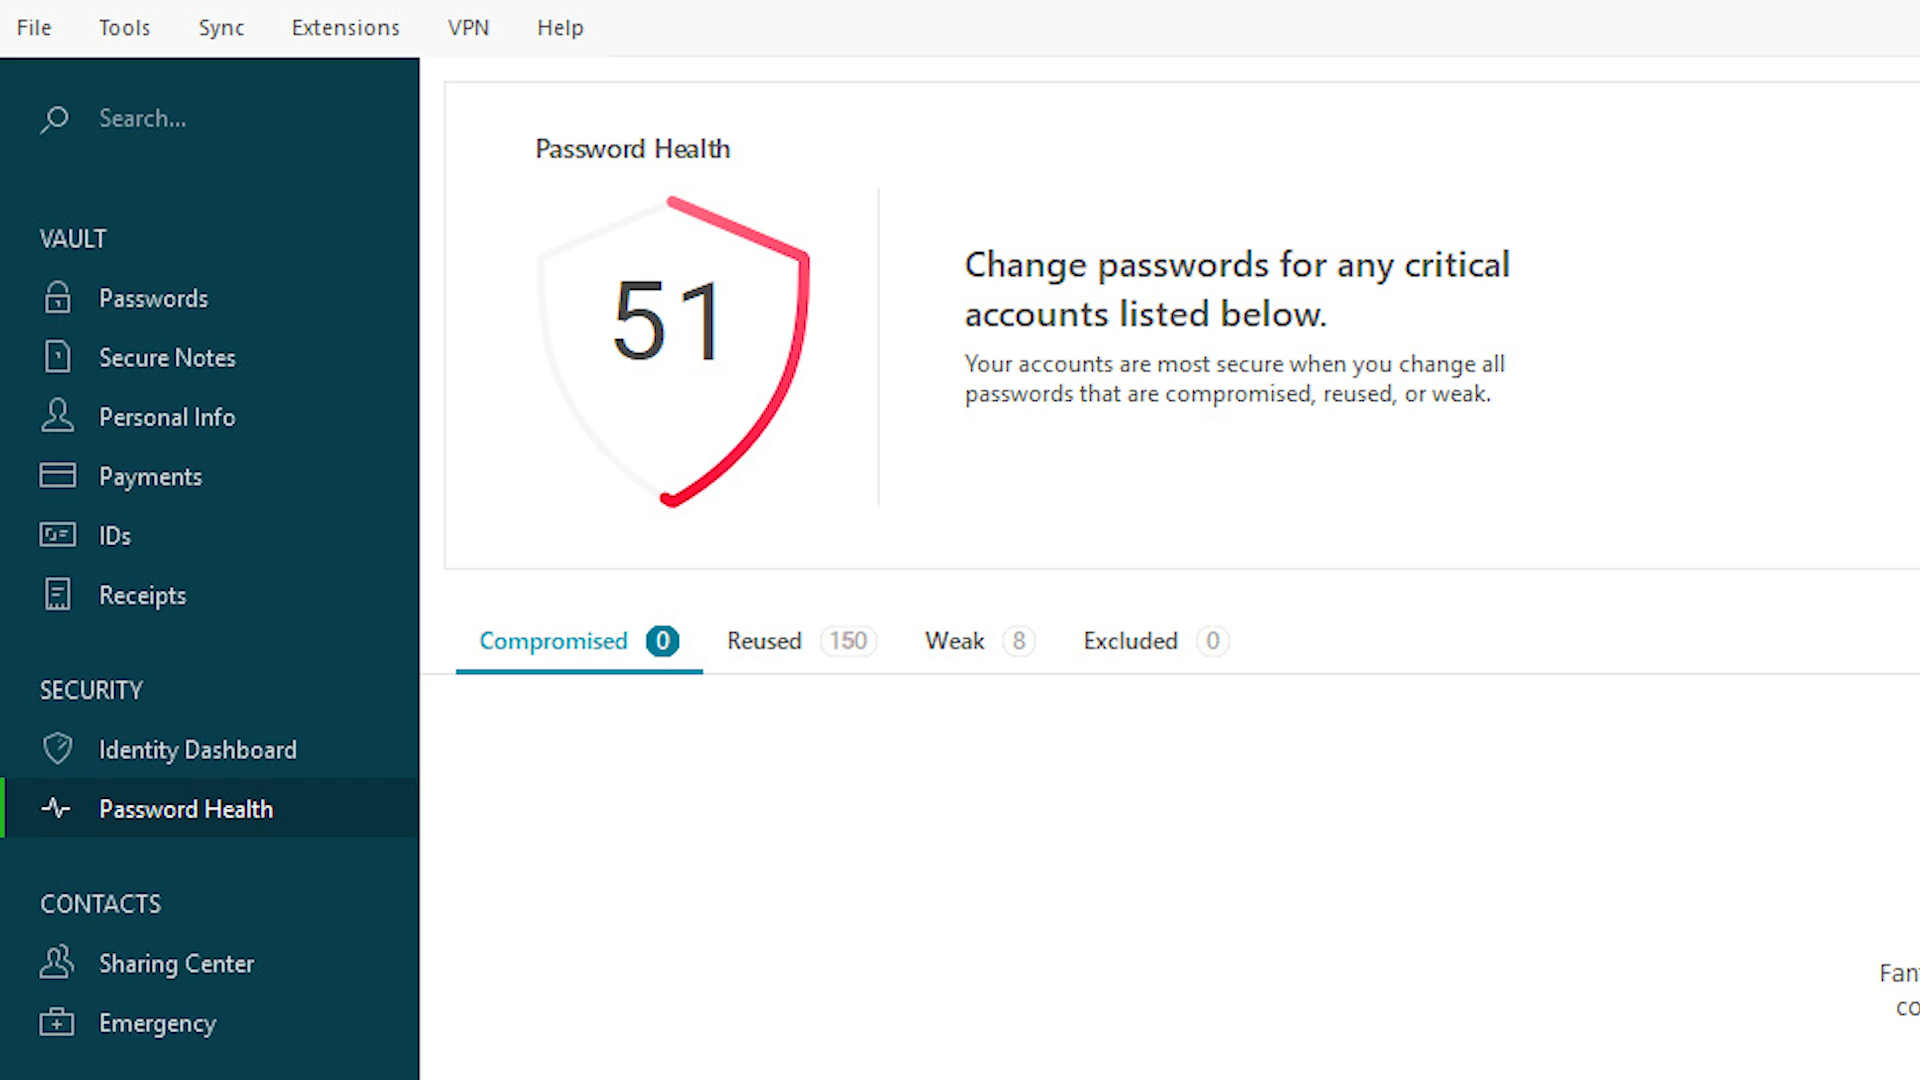 File Tools Sync Extensions VPN Help
Search...
VAULT
Passwords
Secure Notes
Personal Info
Payments
IDs
Receipts
SECURITY
Identity Dashboard
Password Health
CONTACTS
Sharing Center
Emergency
Password Health
51
Change passwords for any critical
accounts listed below.
Your accounts are most secure when you change all
passwords that are compromised, reused, or weak.
Compromised 0 Reused 150 Weak 8 Excluded 0